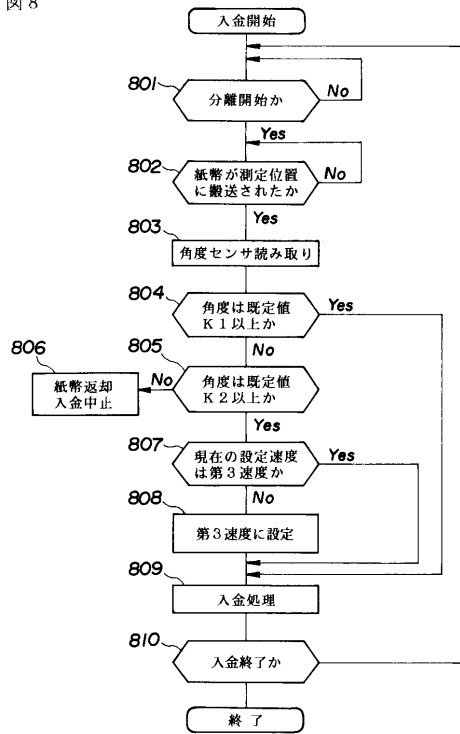 図8
入金開始
801
分離開始か
No
Yes
802
紙幣が測定位置
に搬送されたか
No
Yes
803
角度センサ読み取り
804
角度は既定値
K1以上か
Yes
No
805
角度は既定値
K2以上か
No
806
紙幣返却
入金中止
Yes
807
現在の設定速度
は第3速度か
Yes
No
808
第3速度に設定
809
入金処理
810
入金終了か
終了